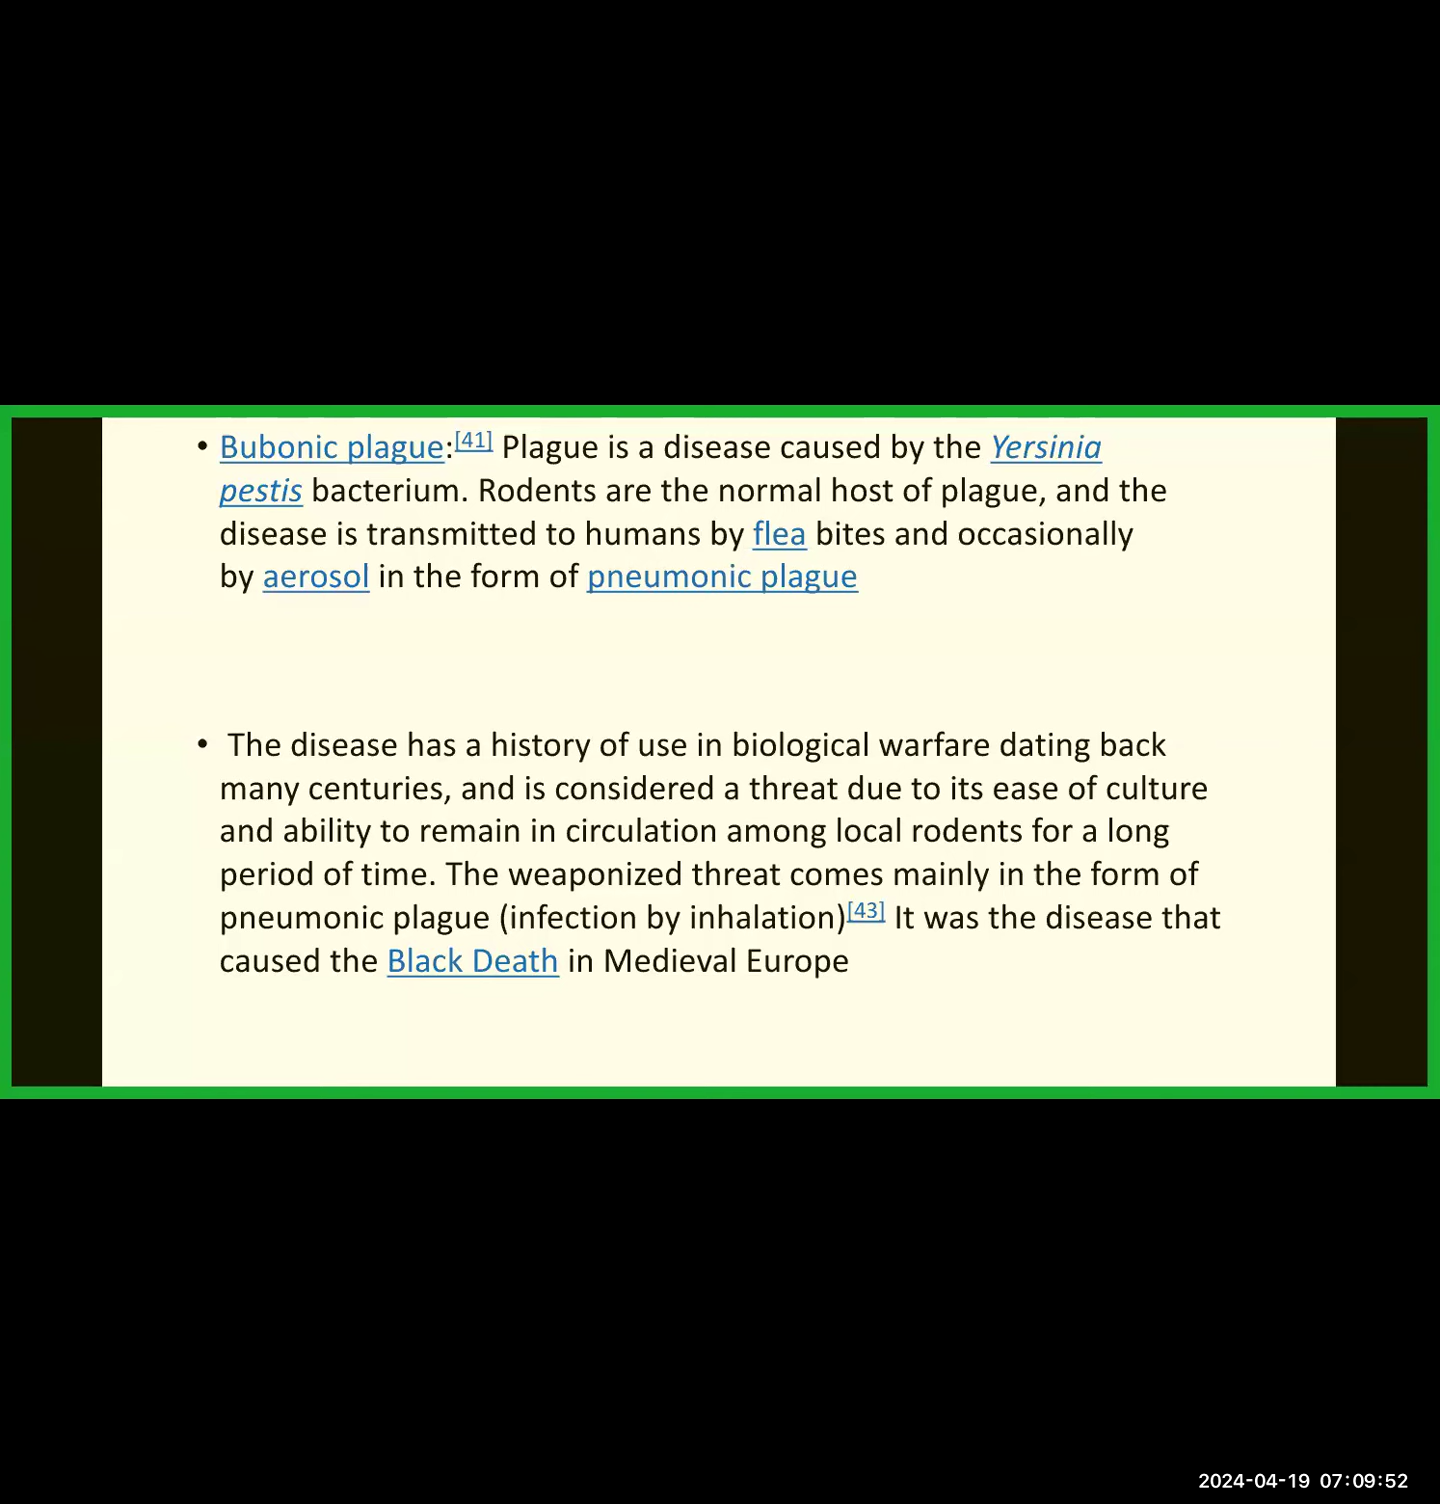 • Bubonic plague:[41] Plague is a disease caused by the Yersinia
pestis bacterium. Rodents are the normal host of plague, and the
disease is transmitted to humans by flea bites and occasionally
by aerosol in the form of pneumonic plague
• The disease has a history of use in biological warfare dating back
many centuries, and is considered a threat due to its ease of culture
and ability to remain in circulation among local rodents for a long
period of time. The weaponized threat comes mainly in the form of
pneumonic plague (infection by inhalation)[43] It was the disease that
caused the Black Death in Medieval Europe
2024-04-19 07:09:52